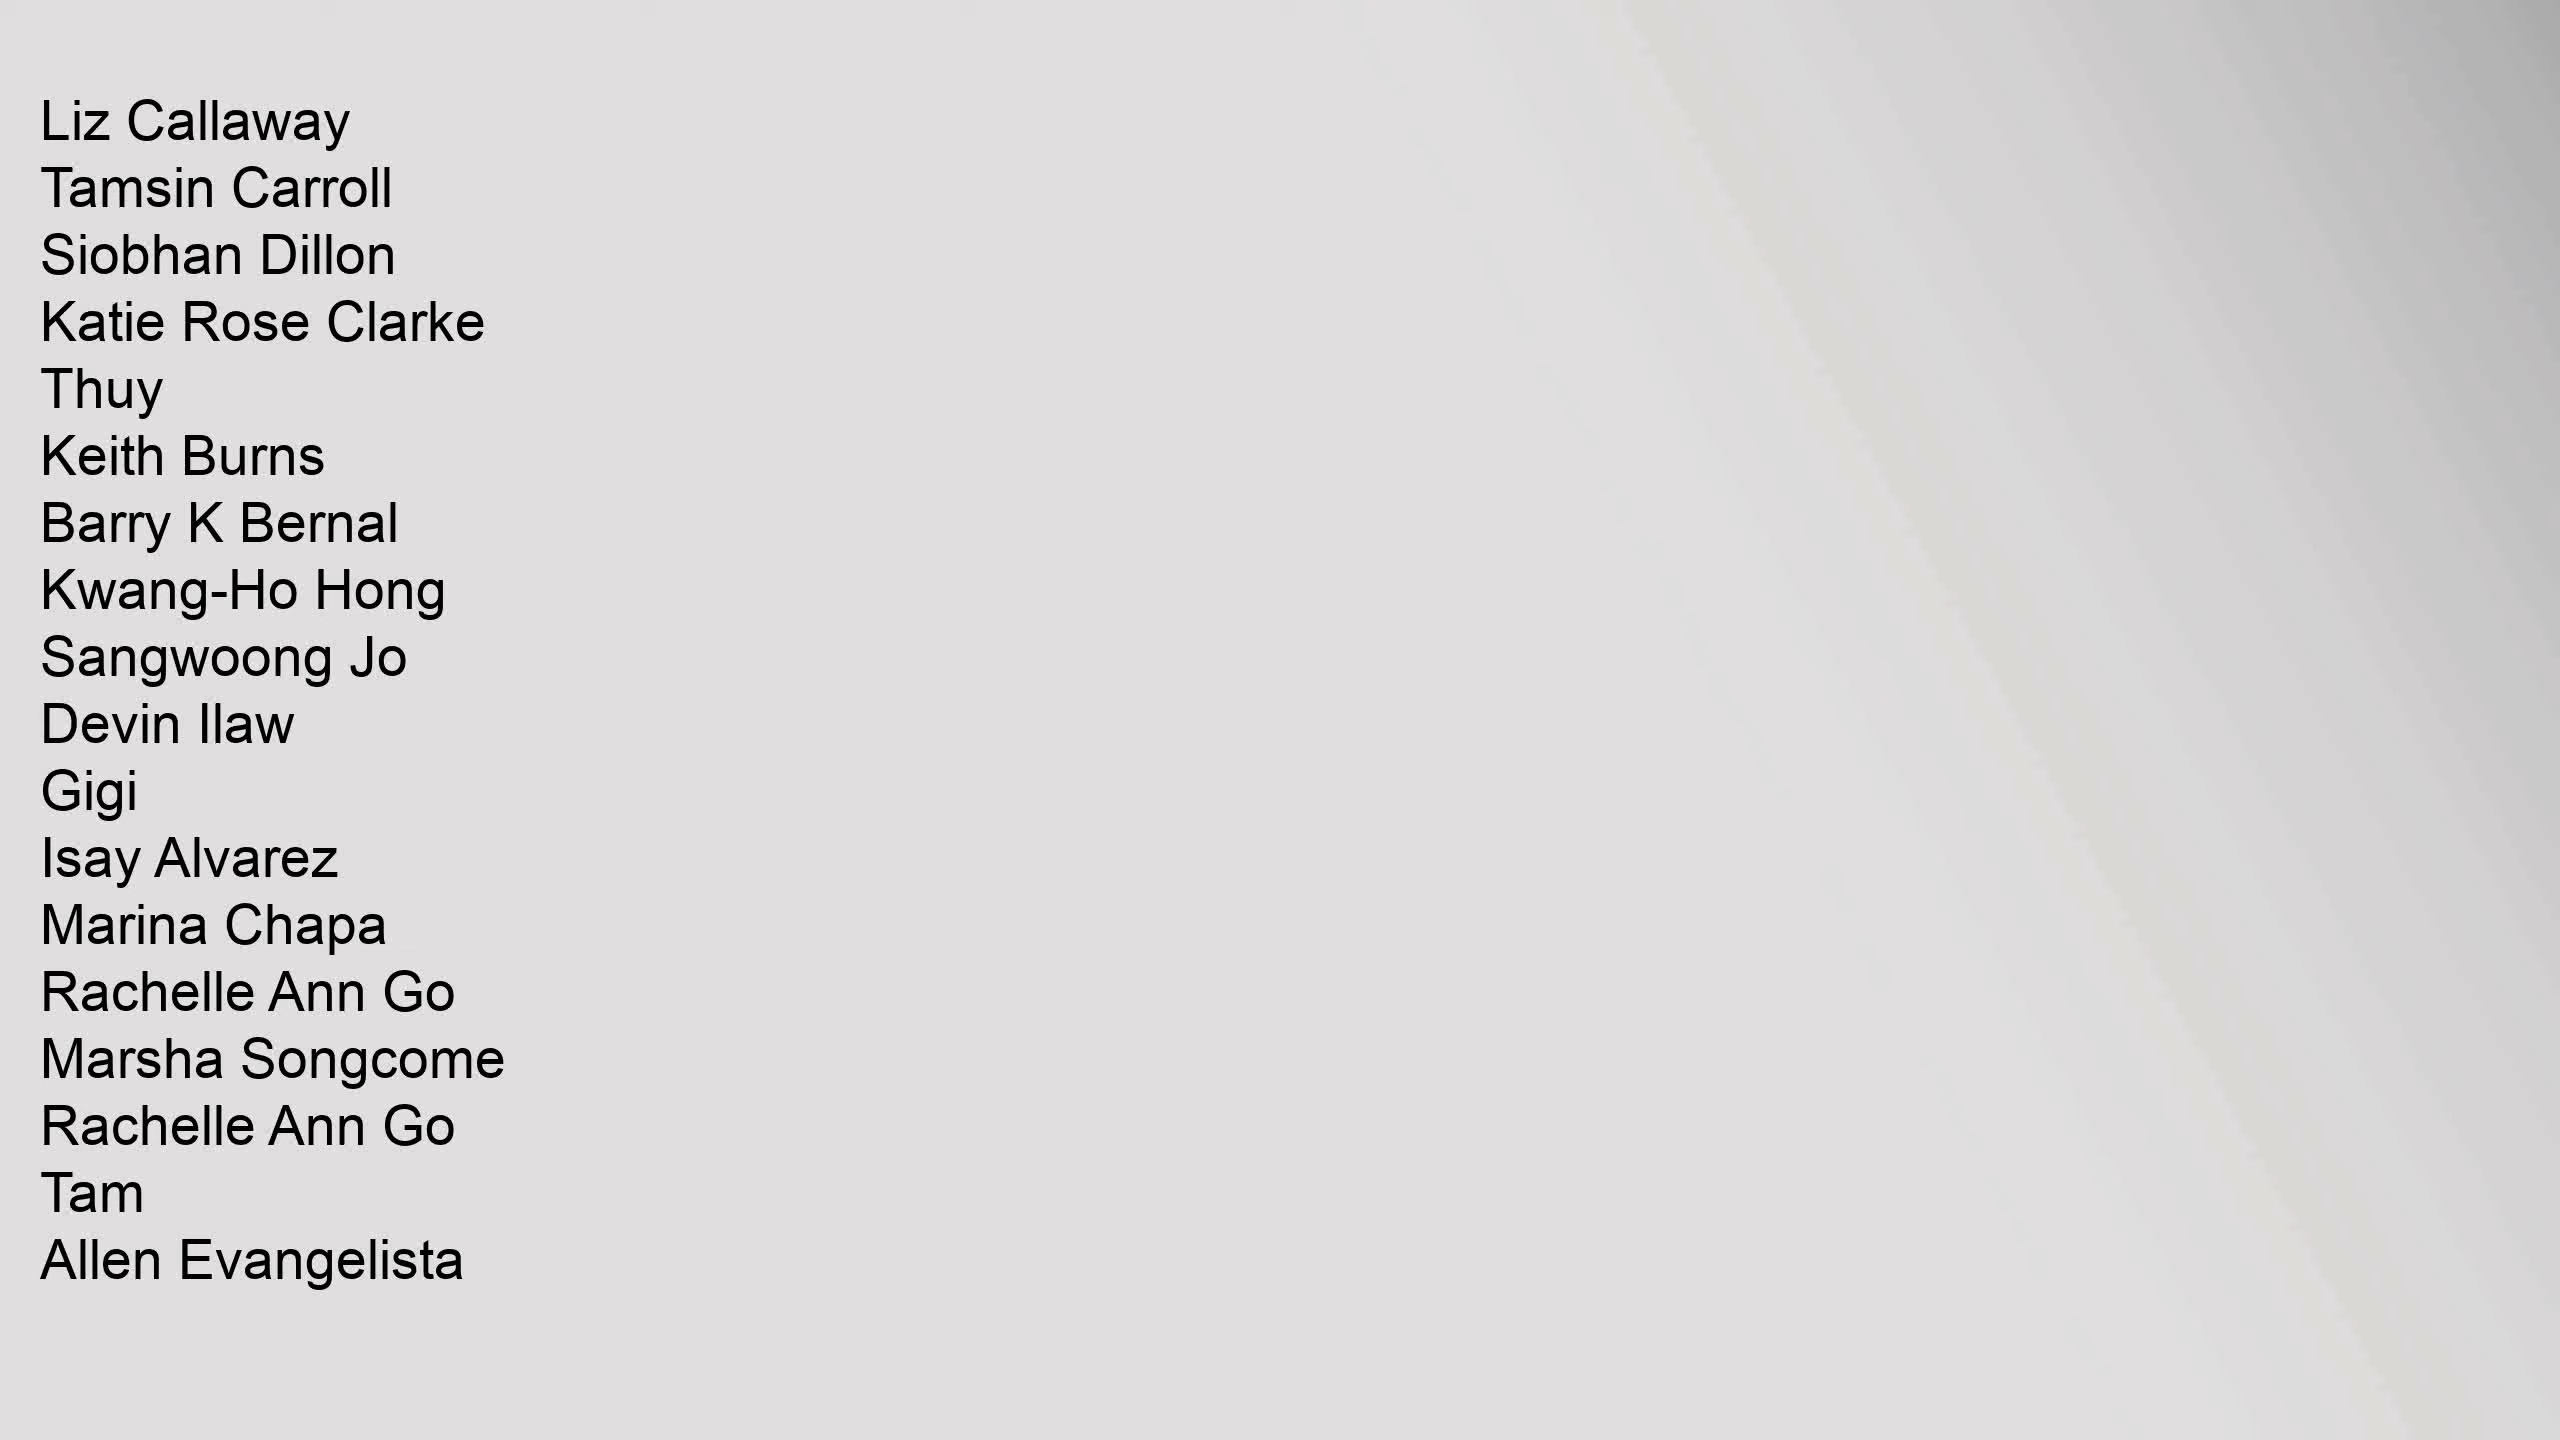 Liz Callaway
Tamsin Carroll
Siobhan Dillon
Katie Rose Clarke
Thuy
Keith Burns
Barry K Bernal
Kwang-Ho Hong
Sangwoong Jo
Devin Ilaw
Gigi
Isay Alvarez
Marina Chapa
Rachelle Ann Go
Marsha Songcome
Rachelle Ann Go
Tam
Allen Evangelista